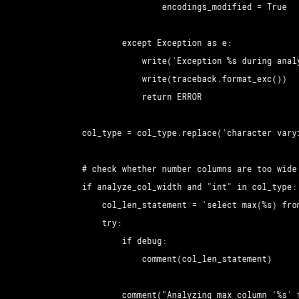 encodings_modified = True
except Exception as e:
write('Exception %s during analy
write(traceback.format_exc())
return ERROR
col_type = col_type.replace('character vary
# check whether number columns are too wide
if analyze_col_width and "int" in col_type:
col_len_statement = 'select max(%s) from
try:
if debug:
comment(col_len_statement)
comment("Analyzing max column '%s'